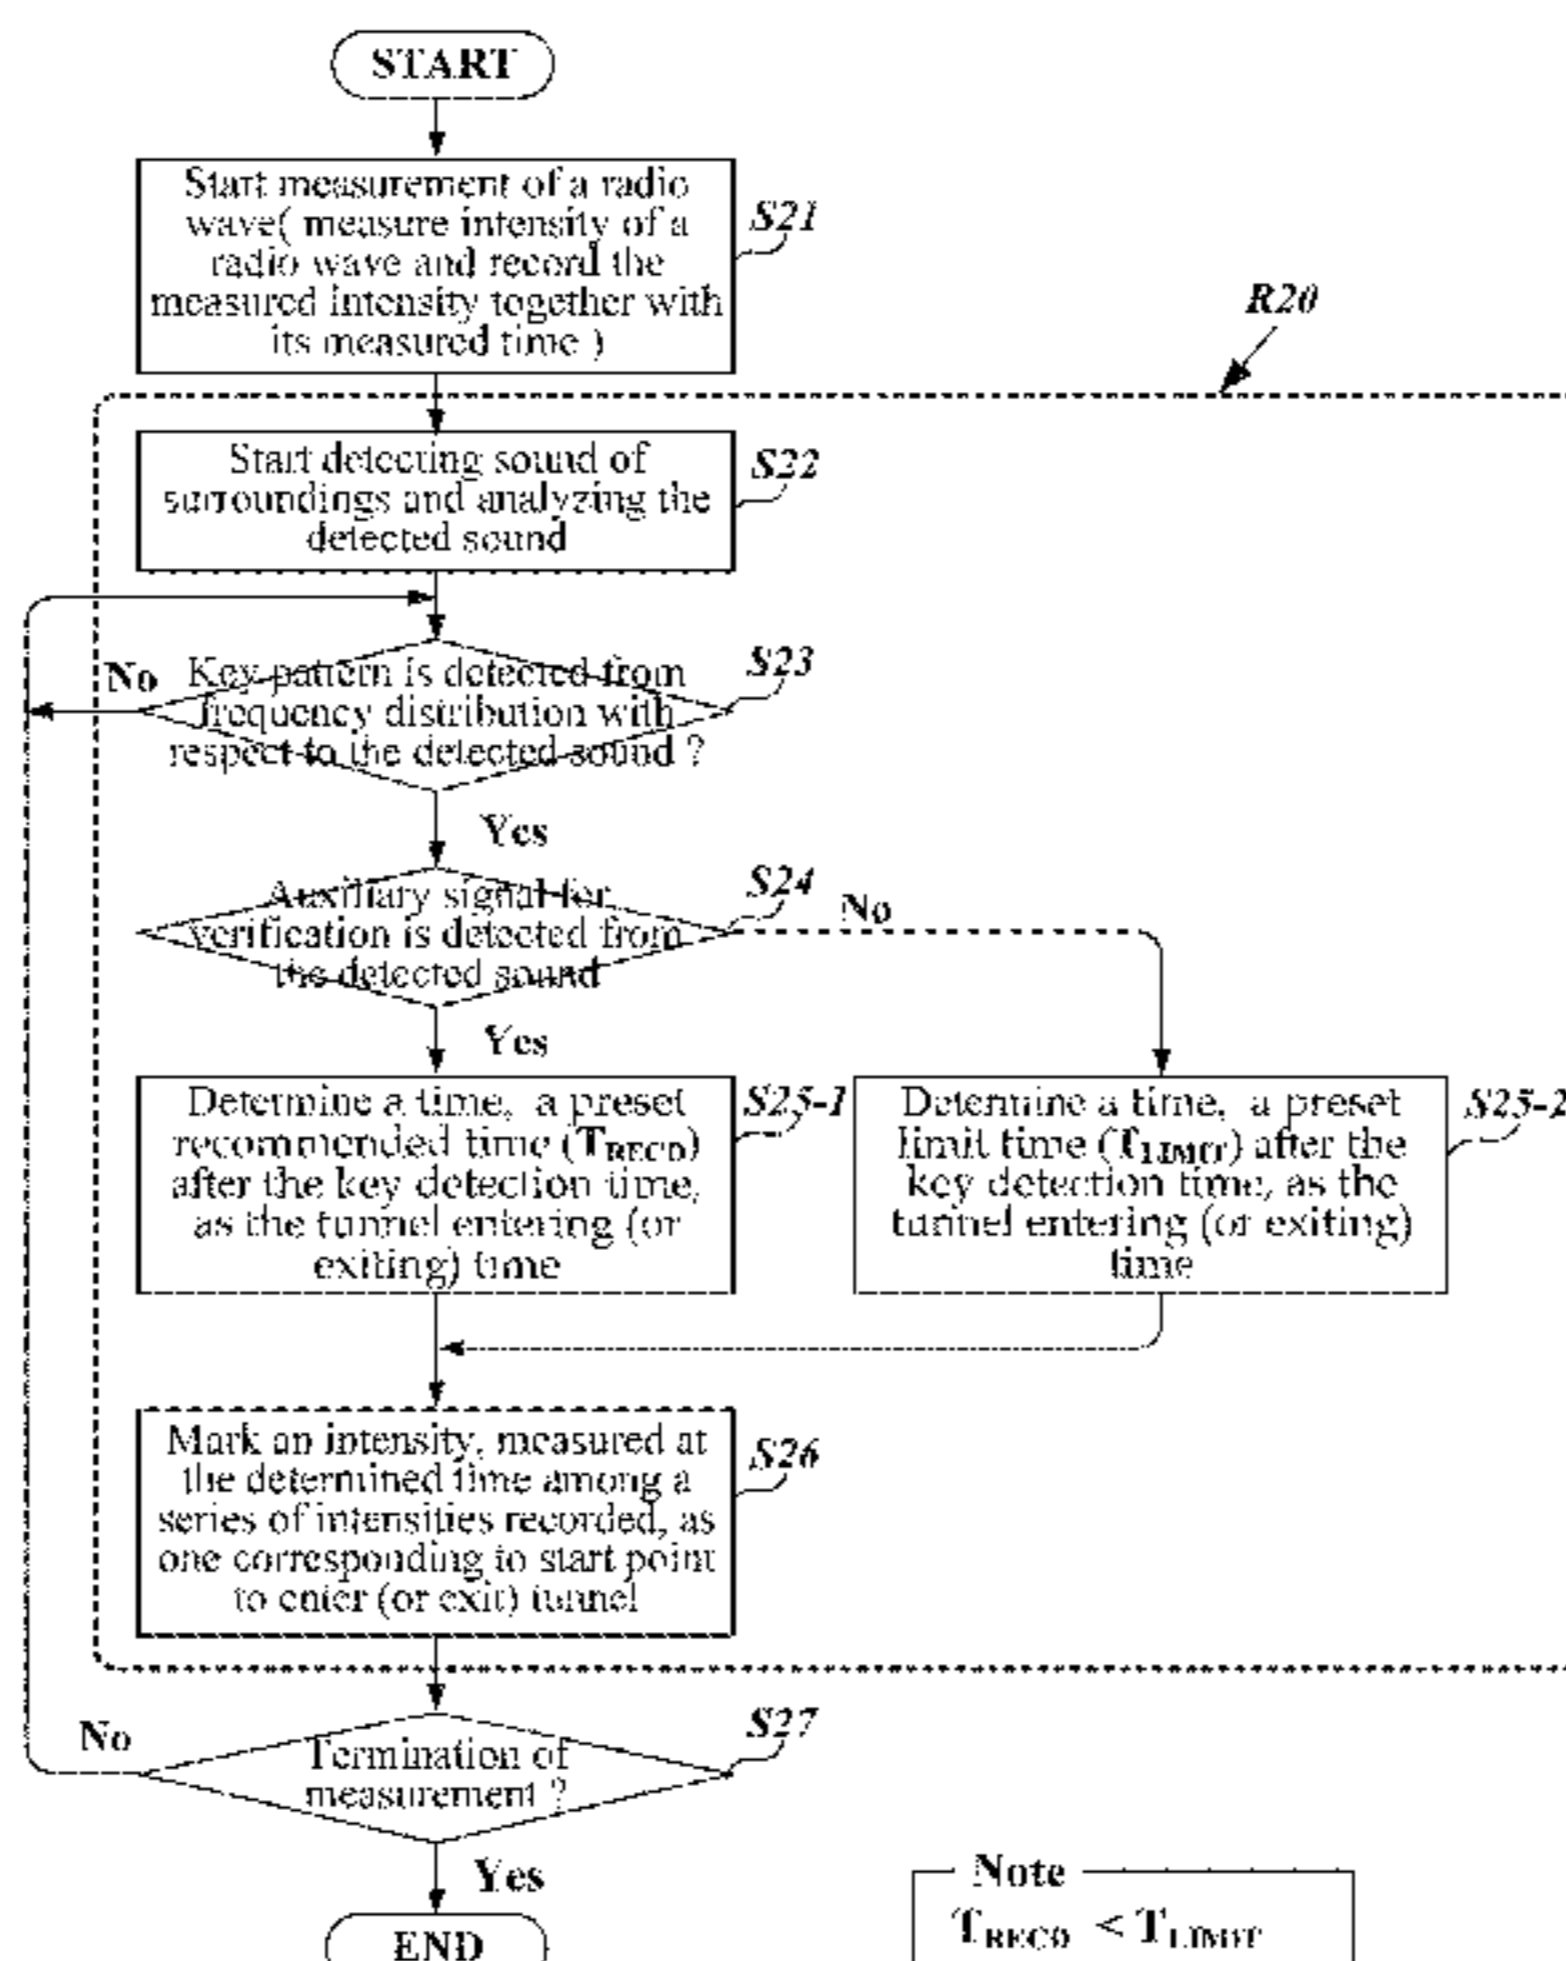 START
Start measurement of a radio
wave( measure intensity of a
radio wave and record the
measured intensity together with
its measured time )
S21
R20
Start detecting sound of
surroundings and analyzing the
detected sound
S22
No
Key pattern is detected from
frequency distribution with
respect to the detected sound ?
S23
Yes
Auxiliary signal for
verification is detected from
the detected sound
S24
No
Yes
Determine a time, a preset
recommended time (TRECO)
after the key detection time,
as the tunnel entering (or
exiting) time
S25-1
Determine a time, a preset
limit time (TLIMIT) after the
key detection time, as the
tunnel entering (or exiting)
time
S25-2
Mark an intensity, measured at
the determined time among a
series of intensities recorded, as
one corresponding to start point
to enter (or exit) tunnel
S26
No
Termination of
measurement ?
S27
Yes
END
Note
TRECO < TLIMIT